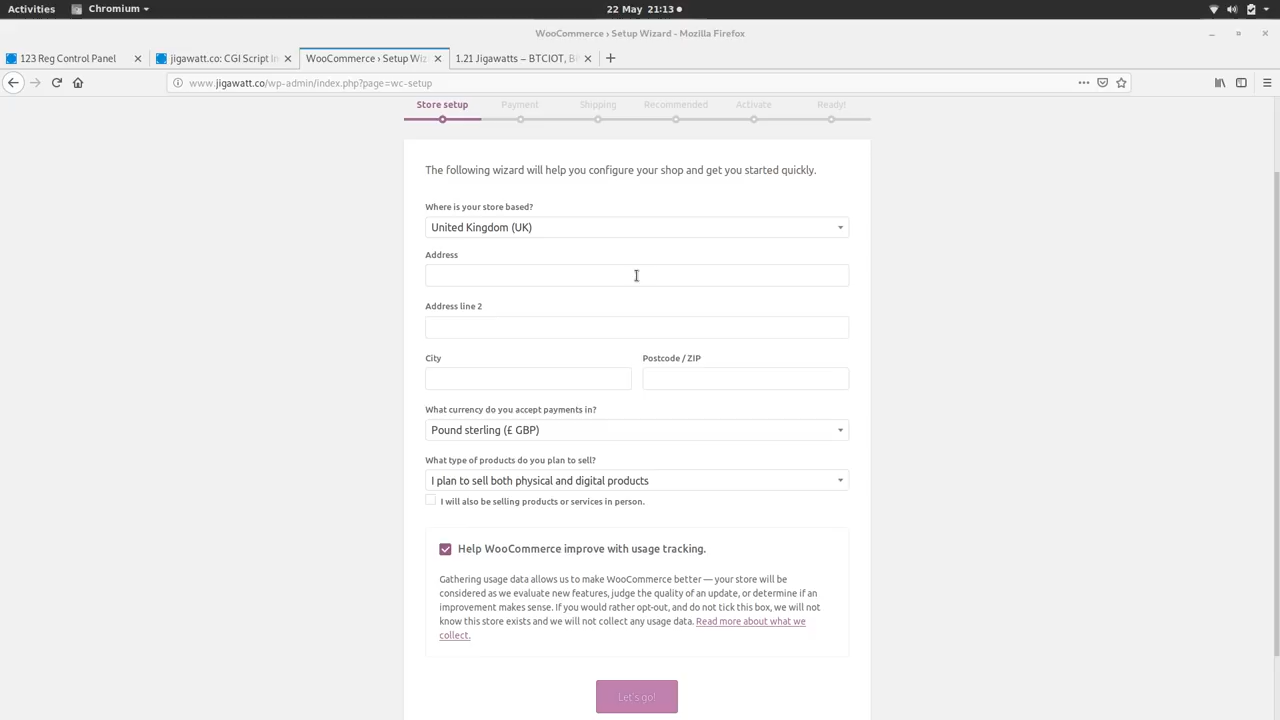 Activities Chromium 22 May 21:13
WooCommerce › Setup Wizard - Mozilla Firefox
123 Reg Control Panel jigawatt.co: CGI Script In WooCommerce › Setup Wiz 1.21 Jigawatts – BTCIOT, BI
www.jigawatt.co/wp-admin/index.php?page=wc-setup
Store setup Payment Shipping Recommended Activate Ready!
The following wizard will help you configure your shop and get you started quickly.
Where is your store based?
United Kingdom (UK)
Address
Address line 2
City Postcode / ZIP
What currency do you accept payments in?
Pound sterling (£ GBP)
What type of products do you plan to sell?
I plan to sell both physical and digital products
I will also be selling products or services in person.
Help WooCommerce improve with usage tracking.
Gathering usage data allows us to make WooCommerce better — your store will be
considered as we evaluate new features, judge the quality of an update, or determine if an
improvement makes sense. If you would rather opt-out, and do not tick this box, we will not
know this store exists and we will not collect any usage data. Read more about what we
collect.
Let's go!